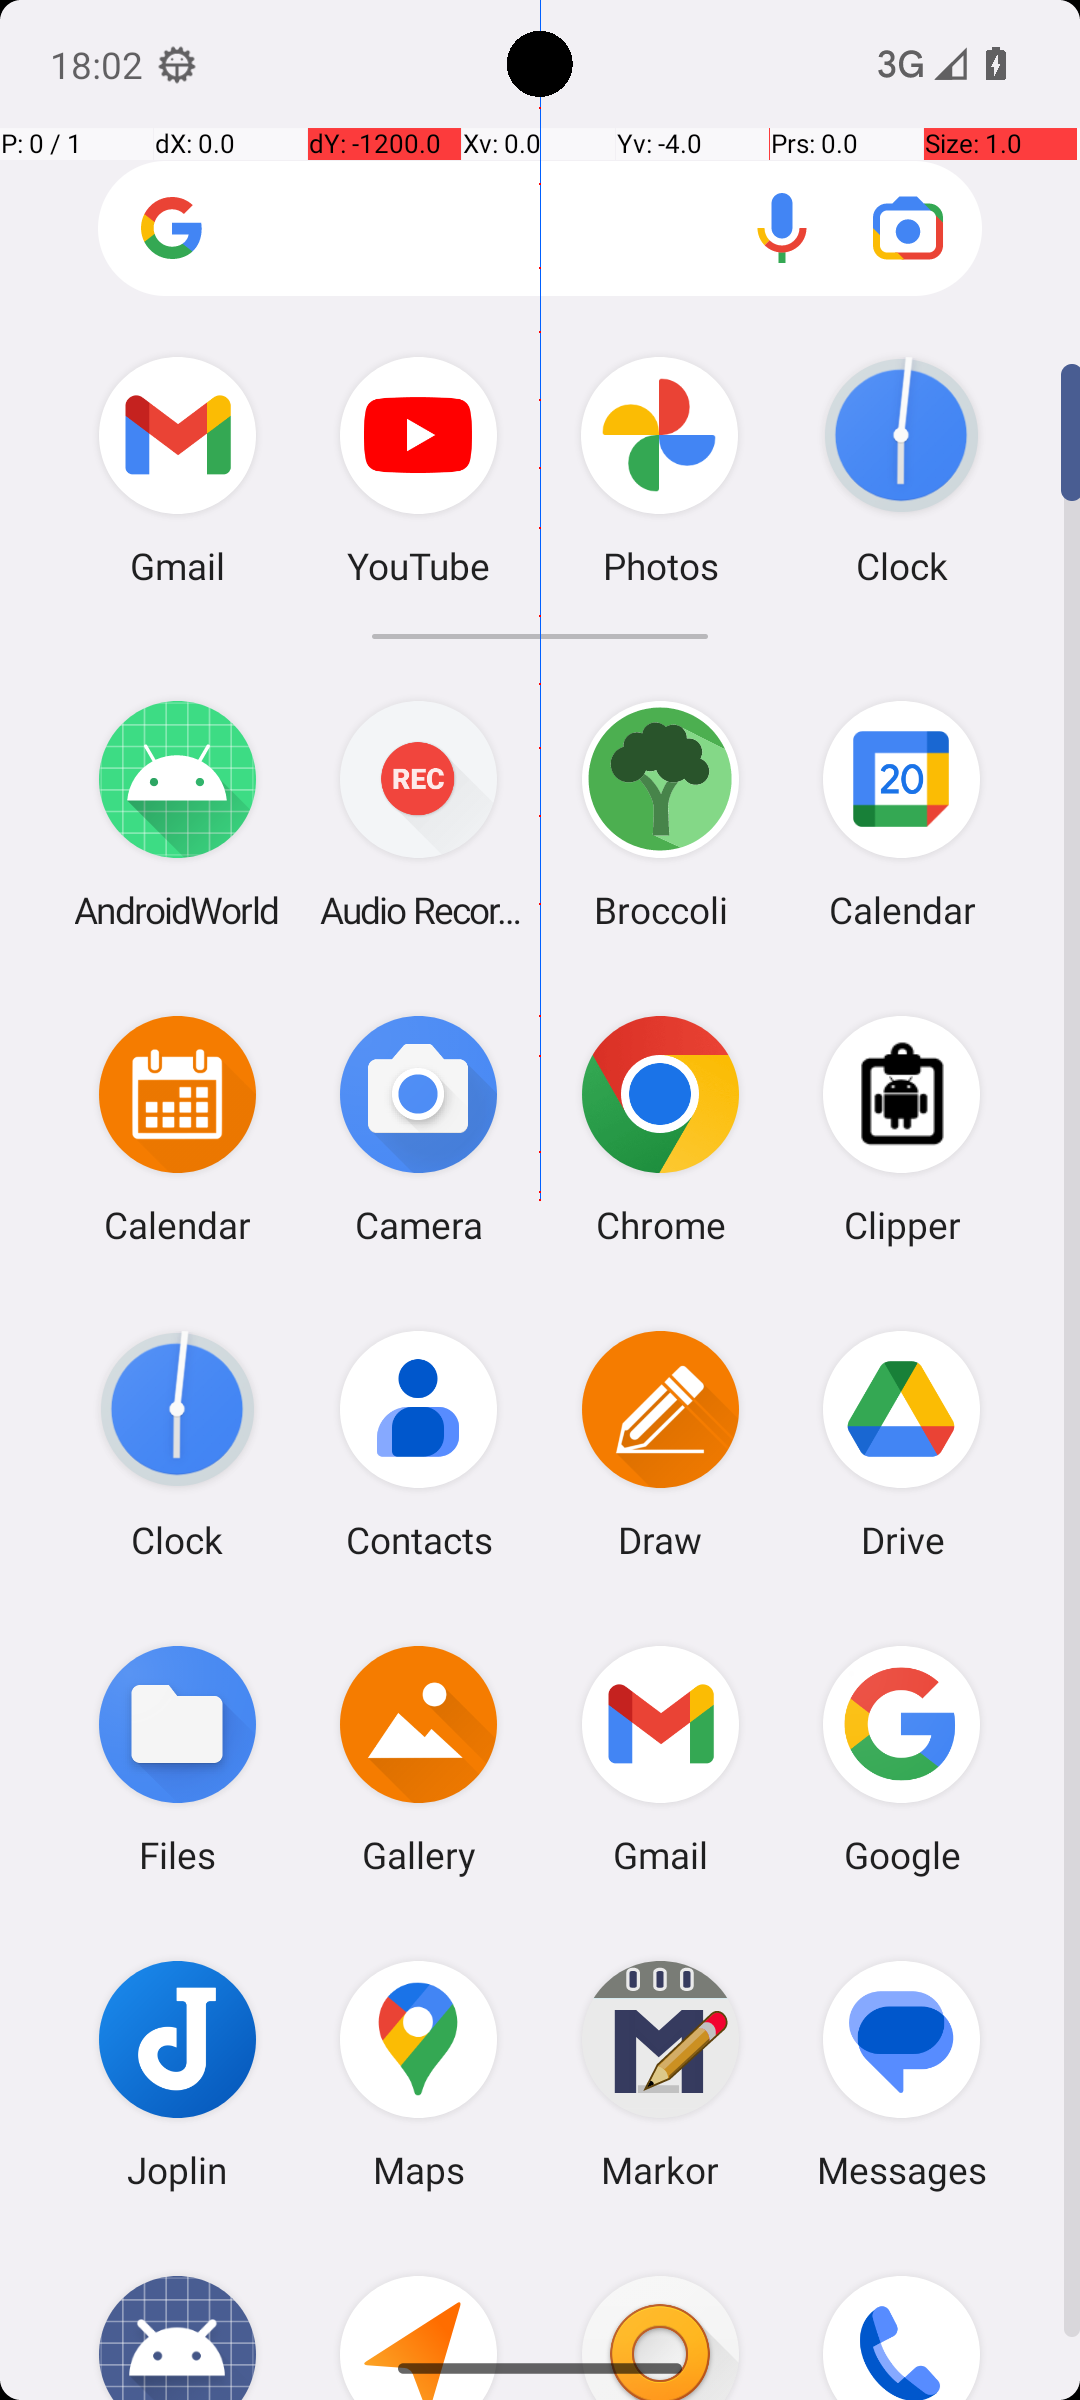 18:02
3G
P: 0 / 1
dX: 0.0
dY: -1200.0
Xv: 0.0
Yv: -4.0
Prs: 0.0
Size: 1.0
Gmail
YouTube
Photos
Clock
REC
20
AndroidWorld
Audio Recor...
Broccoli
Calendar
Calendar
Camera
Chrome
Clipper
Clock
Contacts
Draw
Drive
Files
Gallery
Gmail
Google
Joplin
Maps
Markor
Messages